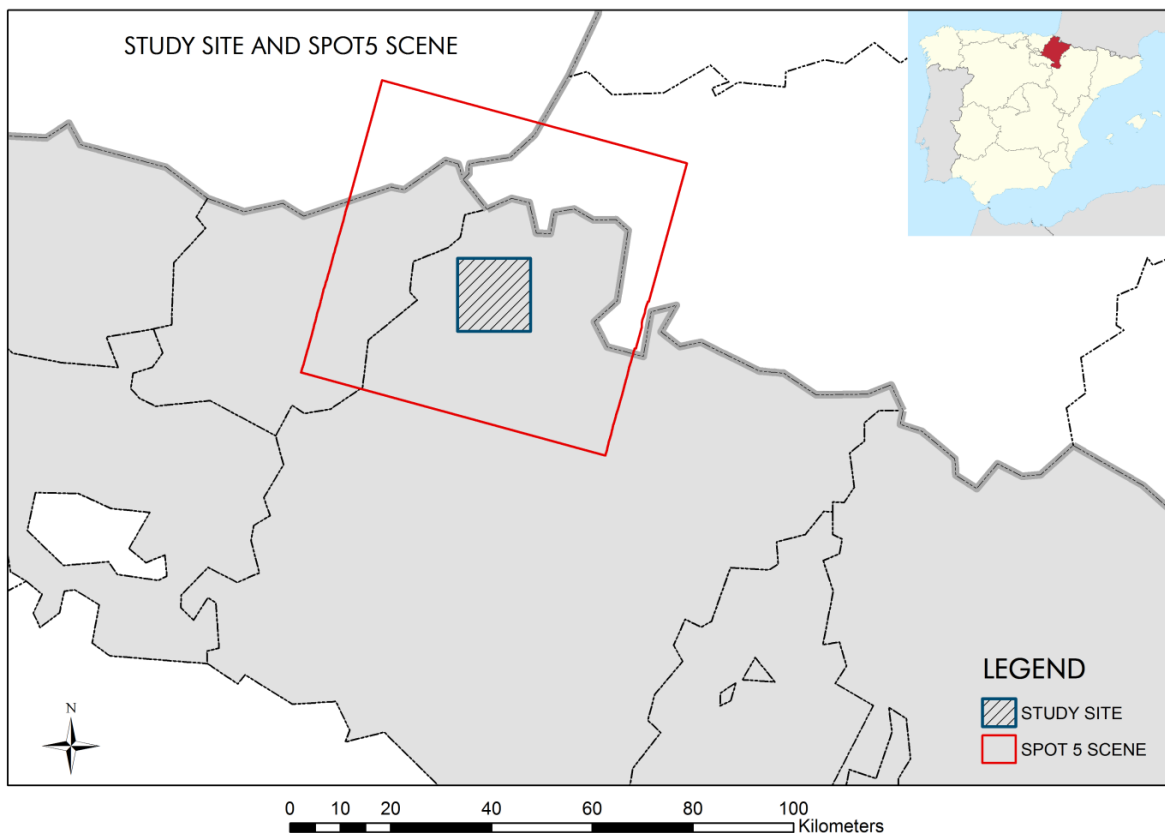 STUDY SITE AND SPOT5 SCENE
LEGEND
STUDY SITE
SPOT 5 SCENE
N
0 10 20 40 60 80 100
Kilometers